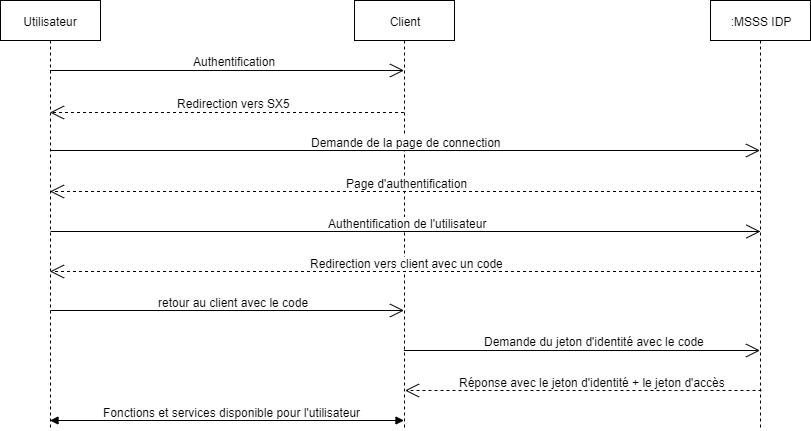 Utilisateur
Client
:MSSS IDP
Authentification
Redirection vers SX5
Demande de la page de connection
Page d'authentification
Authentification de l'utilisateur
Redirection vers client avec un code
retour au client avec le code
Demande du jeton d'identité avec le code
Réponse avec le jeton d'identité + le jeton d'accès
Fonctions et services disponible pour l'utilisateur